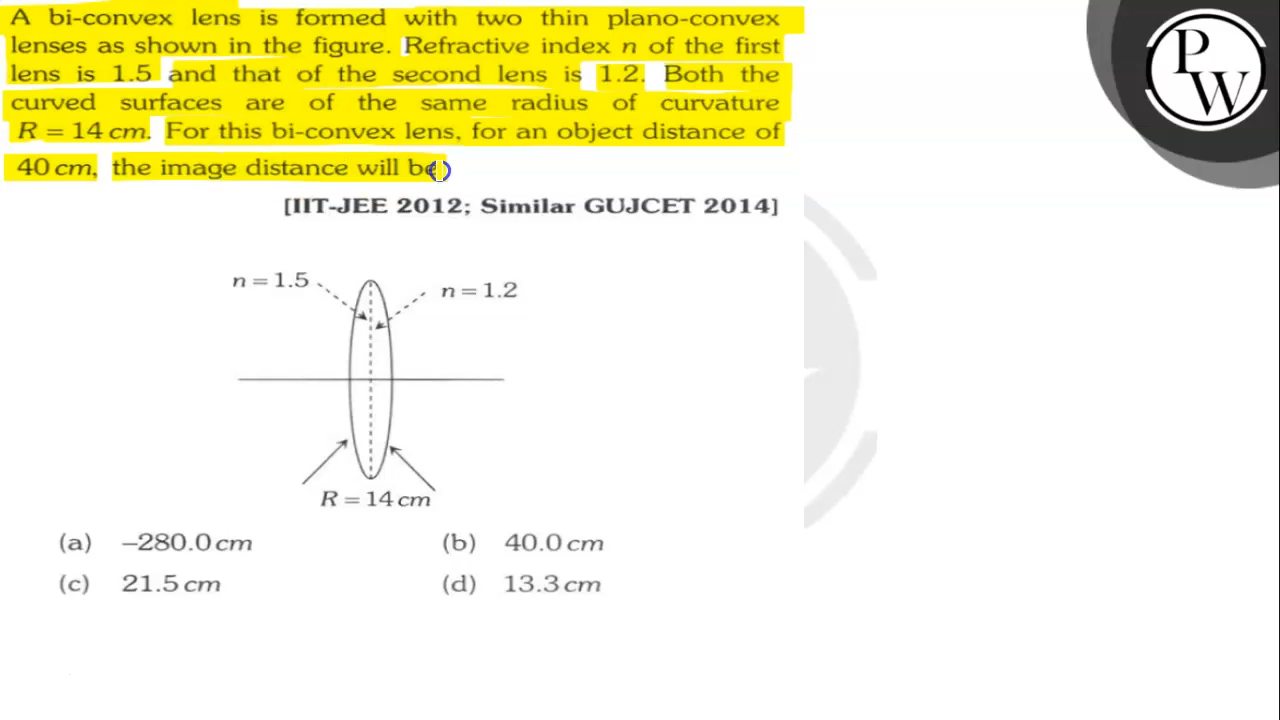 A bi-convex lens is formed with two thin plano-convex
lenses as shown in the figure. Refractive index n of the first
lens is 1.5 and that of the second lens is 1.2. Both the
curved surfaces are of the same radius of curvature
R = 14 cm. For this bi-convex lens, for an object distance of
40 cm, the image distance will be
[IIT-JEE 2012; Similar GUJCET 2014]
n = 1.5
n = 1.2
R = 14 cm
(a) –280.0 cm (b) 40.0 cm
(c) 21.5 cm (d) 13.3 cm
P
W